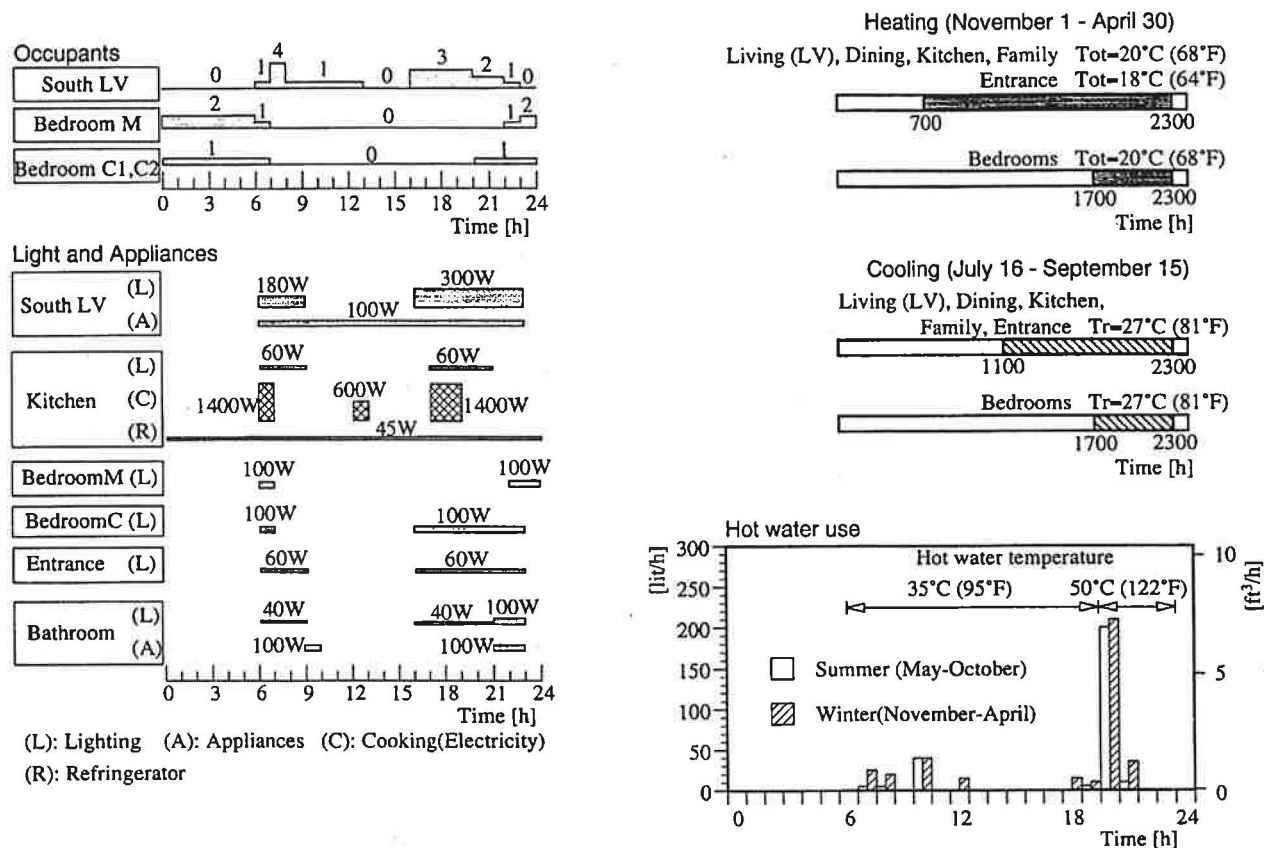 Occupants
South LV
0 1 4 1 0 3 2 1 0
Bedroom M
2 1 0 1 2
Bedroom C1,C2
1 0 1
0 3 6 9 12 15 18 21 24
Time [h]
Light and Appliances
South LV (L) (A)
180W 300W
100W
Kitchen (L) (C) (R)
60W 60W
1400W 600W 1400W
45W
BedroomM (L)
100W 100W
BedroomC (L)
100W 100W
Entrance (L)
60W 60W
Bathroom (L) (A)
40W 40W 100W
100W 100W
0 3 6 9 12 15 18 21 24
Time [h]
(L): Lighting (A): Appliances (C): Cooking(Electricity)
(R): Refringerator
Heating (November 1 - April 30)
Living (LV), Dining, Kitchen, Family Tot=20°C (68°F)
Entrance Tot=18°C (64°F)
700 2300
Bedrooms Tot=20°C (68°F)
1700 2300
Time [h]
Cooling (July 16 - September 15)
Living (LV), Dining, Kitchen,
Family, Entrance Tr=27°C (81°F)
1100 2300
Bedrooms Tr=27°C (81°F)
1700 2300
Time [h]
Hot water use
[lit/h]
300
250
200
150
100
50
0
Hot water temperature
35°C (95°F) 50°C (122°F)
Summer (May-October)
Winter(November-April)
10
5
0
[ft³/h]
0 6 12 18 24
Time [h]